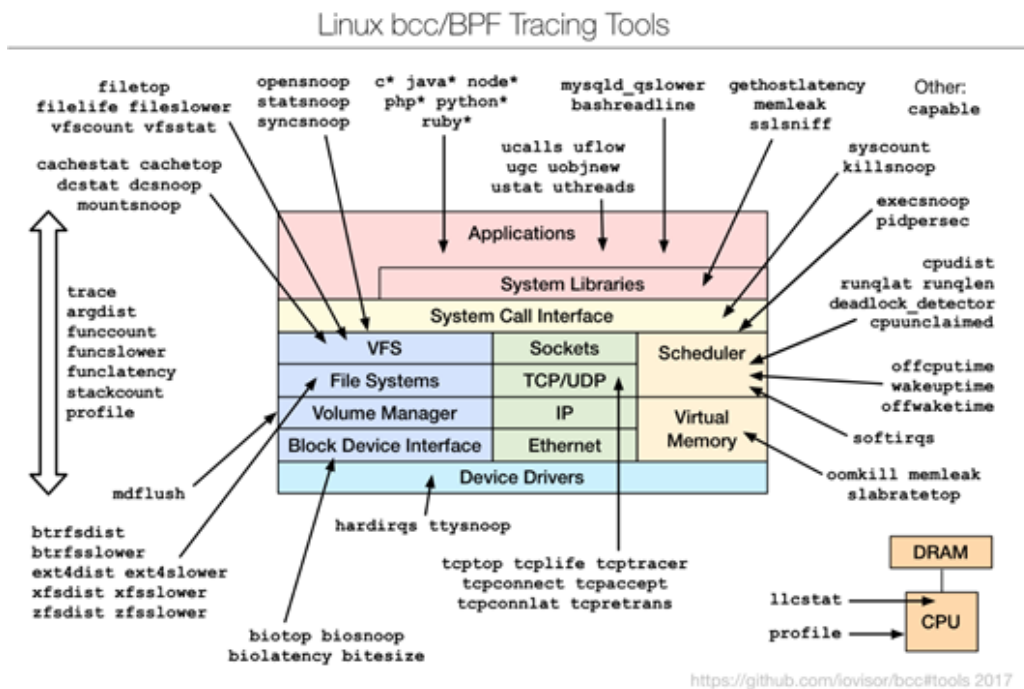 Linux bcc/BPF Tracing Tools
filetop
filelife fileslower
vfscount vfsstat
opensnoop
statsnoop
syncsnoop
c* java* node*
php* python*
ruby*
mysqld_qslower
bashreadline
gethostlatency
memleak
sslsniff
Other:
capable
cachestat cachetop
dcstat dcsnoop
mountsnoop
ucalls uflow
ugc uobjnew
ustat uthreads
syscount
killsnoop
execsnoop
pidpersec
trace
argdist
funccount
funcslower
funclatency
stackcount
profile
Applications
System Libraries
System Call Interface
VFS
File Systems
Volume Manager
Block Device Interface
Sockets
TCP/UDP
IP
Ethernet
Scheduler
Virtual
Memory
Device Drivers
cpudist
runqlat runqlen
deadlock_detector
cpuunclaimed
offcputime
wakeuptime
offwaketime
softirqs
oomkill memleak
slabratetop
mdflush
btrfsdist
btrfsslower
ext4dist ext4slower
xfsdist xfsslower
zfsdist zfsslower
hardirqs ttysnoop
biotop biosnoop
biolatency bitesize
tcptop tcplife tcptracer
tcpconnect tcpaccept
tcpconnlat tcpretrans
DRAM
llcstat
CPU
profile
https://github.com/iovisor/bcc#tools 2017